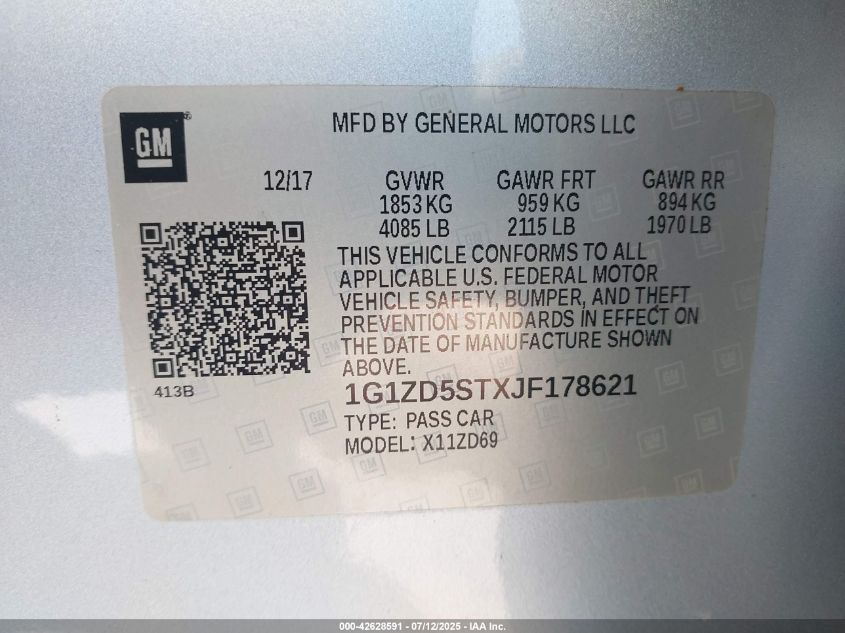 GM ®
MFD BY GENERAL MOTORS LLC
12/17
GVWR GAWR FRT GAWR RR
1853 KG 959 KG 894 KG
4085 LB 2115 LB 1970 LB
THIS VEHICLE CONFORMS TO ALL
APPLICABLE U.S. FEDERAL MOTOR
VEHICLE SAFETY, BUMPER, AND THEFT
PREVENTION STANDARDS IN EFFECT ON
THE DATE OF MANUFACTURE SHOWN
ABOVE.
413B
1G1ZD5STXJF178621
TYPE: PASS CAR
MODEL: X11ZD69
000-42628591 - 07/12/2025 - IAA Inc.